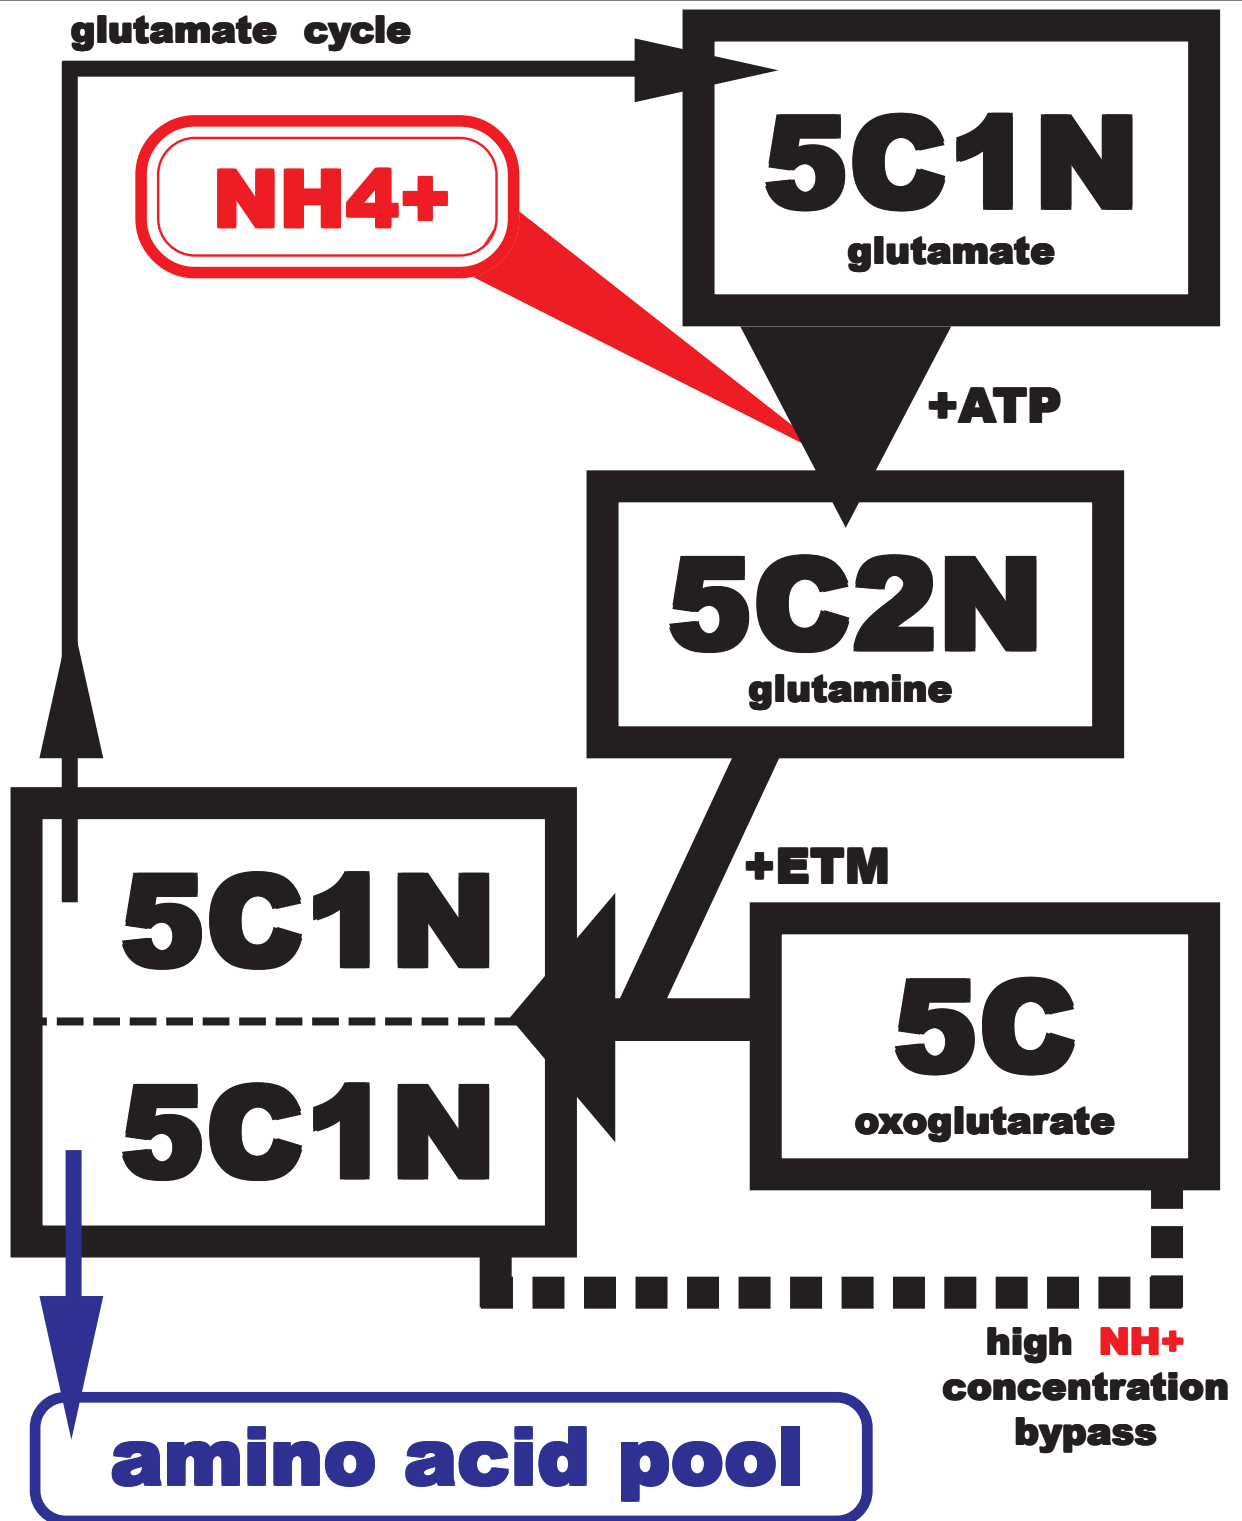 glutamate cycle
5C1N
glutamate
NH4+
+ATP
5C2N
glutamine
+ETM
5C1N
5C1N
5C
oxoglutarate
high NH+
concentration
bypass
amino acid pool